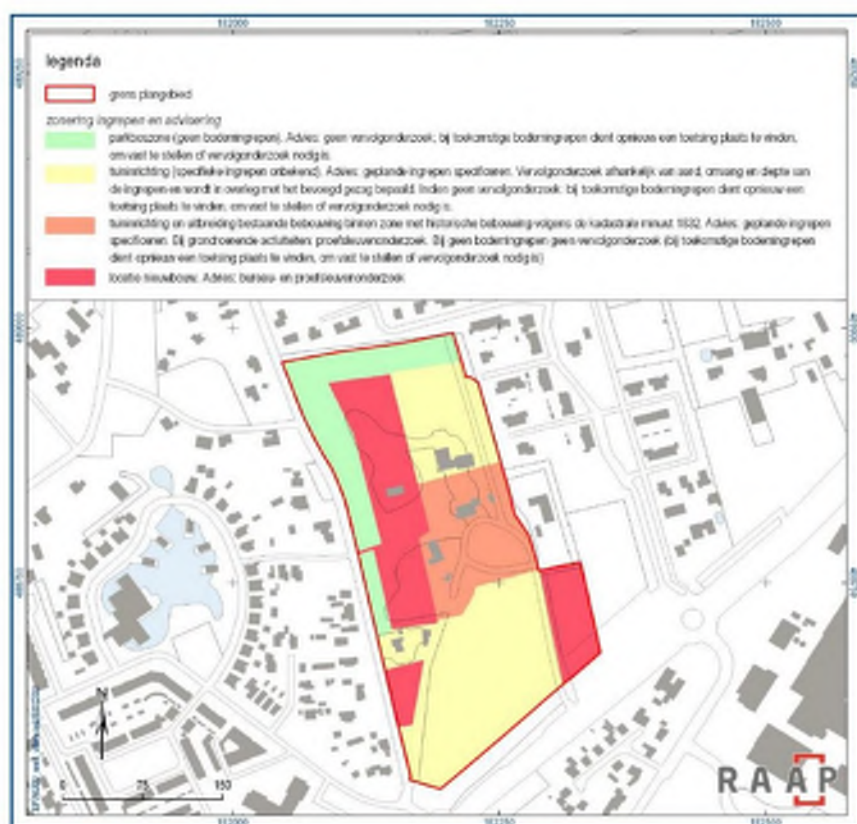 102000 102250 102500
legenda
grens plangebied
zonering ingrepen en advisering
parkboszone (geen bodemingrepen). Advies: geen vervolgonderzoek; bij toekomstige bodemingrepen dient opnieuw een toetsing plaats te vinden,
om vast te stellen of vervolgonderzoek nodig is.
tuininrichting (specifieke ingrepen onbekend). Advies: geplande ingrepen specificeren. Vervolgonderzoek afhankelijk van aard, omvang en diepte van
de ingrepen en wordt in overleg met het bevoegd gezag bepaald. Indien geen vervolgonderzoek: bij toekomstige bodemingrepen dient opnieuw een
toetsing plaats te vinden, om vast te stellen of vervolgonderzoek nodig is.
tuininrichting en uitbreiding bestaande bebouwing binnen zone met historische bebouwing volgens de kadastrale minuut 1832. Advies: geplande ingrepen
specificeren. Bij grondroerende activiteiten: proefsleuvenonderzoek. Bij geen bodemingrepen geen vervolgonderzoek (bij toekomstige bodemingrepen
dient opnieuw een toetsing plaats te vinden, om vast te stellen of vervolgonderzoek nodig is)
locatie nieuwbouw. Advies: bureau- en proefsleuvenonderzoek
N
0 75 150
RAAP
102000 102250 102500